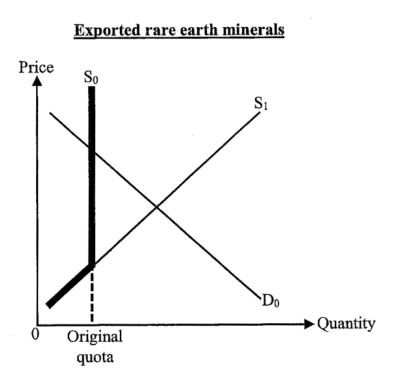 Exported rare earth minerals
Price
S₀
S₁
D₀
Quantity
0
Original
quota